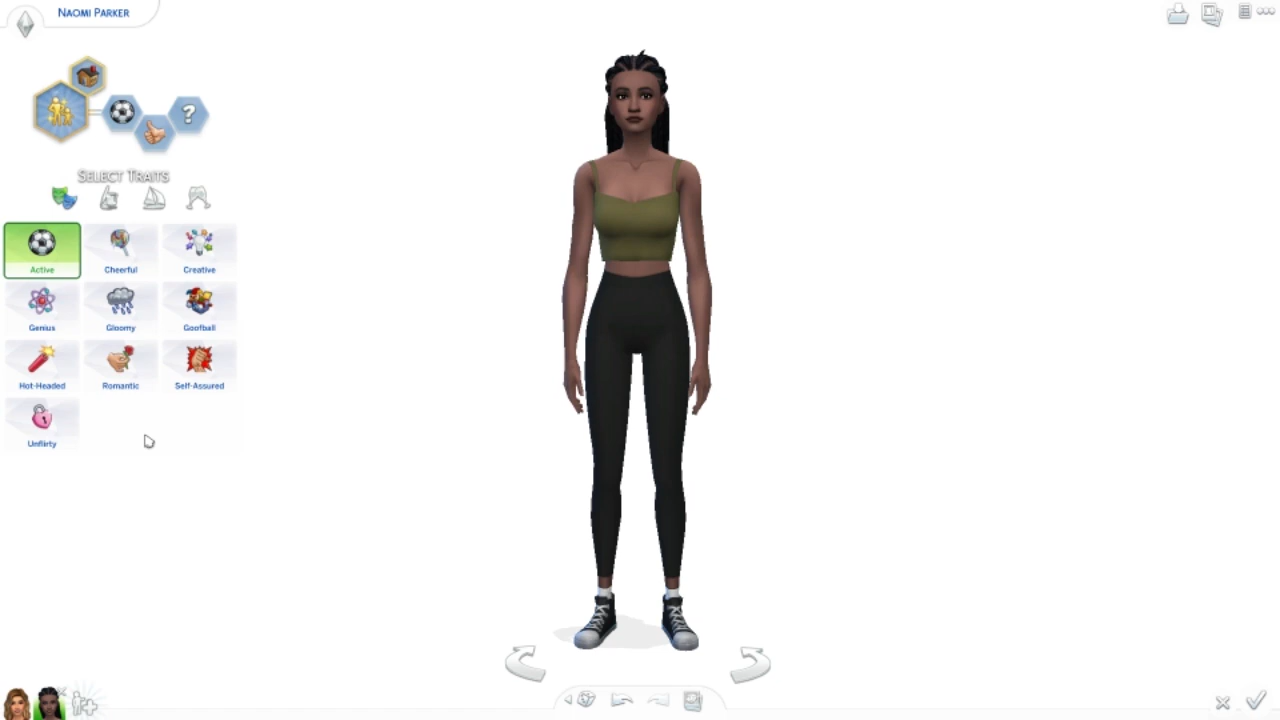 NAOMI PARKER
?
SELECT TRAITS
Active
Cheerful
Creative
Genius
Gloomy
Goofball
Hot-Headed
Romantic
Self-Assured
Unflirty